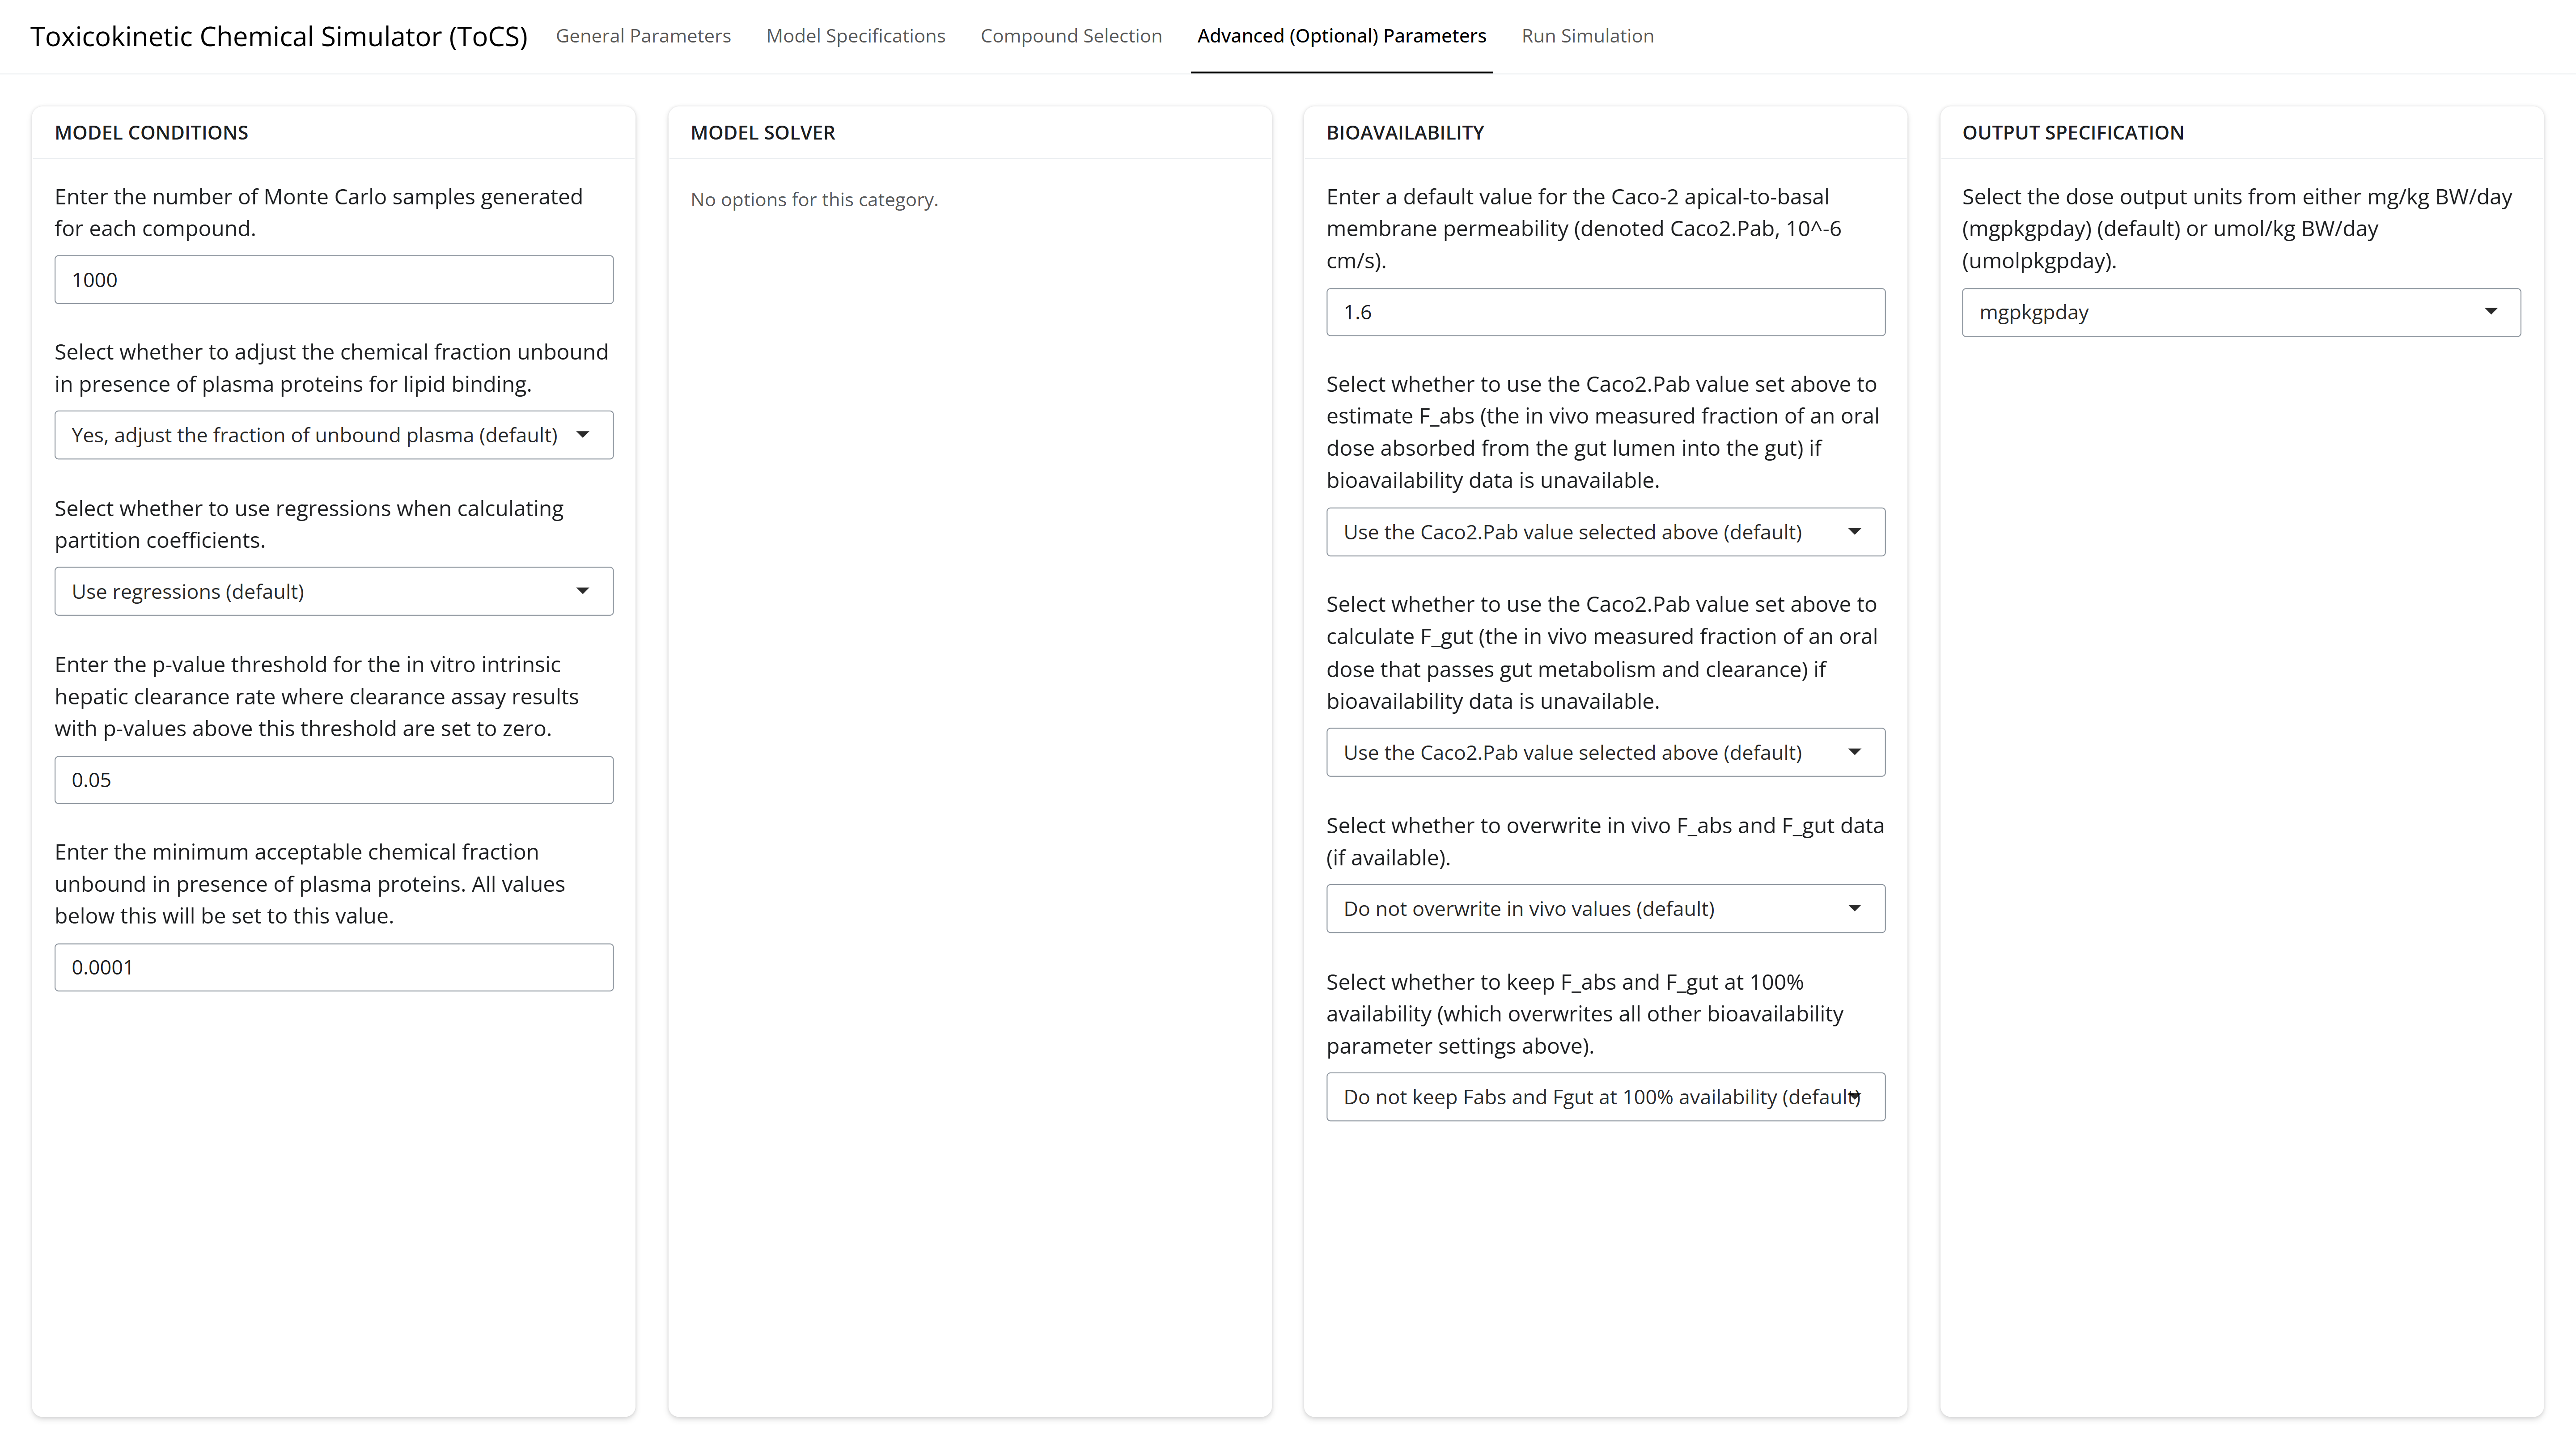 Toxicokinetic Chemical Simulator (ToCS)
General Parameters
Model Specifications
Compound Selection
Advanced (Optional) Parameters
Run Simulation
MODEL CONDITIONS
Enter the number of Monte Carlo samples generated
for each compound.
1000
Select whether to adjust the chemical fraction unbound
in presence of plasma proteins for lipid binding.
Yes, adjust the fraction of unbound plasma (default)
Select whether to use regressions when calculating
partition coefficients.
Use regressions (default)
Enter the p-value threshold for the in vitro intrinsic
hepatic clearance rate where clearance assay results
with p-values above this threshold are set to zero.
0.05
Enter the minimum acceptable chemical fraction
unbound in presence of plasma proteins. All values
below this will be set to this value.
0.0001
MODEL SOLVER
No options for this category.
BIOAVAILABILITY
Enter a default value for the Caco-2 apical-to-basal
membrane permeability (denoted Caco2.Pab, 10^-6
cm/s).
1.6
Select whether to use the Caco2.Pab value set above to
estimate F_abs (the in vivo measured fraction of an oral
dose absorbed from the gut lumen into the gut) if
bioavailability data is unavailable.
Use the Caco2.Pab value selected above (default)
Select whether to use the Caco2.Pab value set above to
calculate F_gut (the in vivo measured fraction of an oral
dose that passes gut metabolism and clearance) if
bioavailability data is unavailable.
Use the Caco2.Pab value selected above (default)
Select whether to overwrite in vivo F_abs and F_gut data
(if available).
Do not overwrite in vivo values (default)
Select whether to keep F_abs and F_gut at 100%
availability (which overwrites all other bioavailability
parameter settings above).
Do not keep Fabs and Fgut at 100% availability (default)
OUTPUT SPECIFICATION
Select the dose output units from either mg/kg BW/day
(mgpkgpday) (default) or umol/kg BW/day
(umolpkgpday).
mgpkgpday